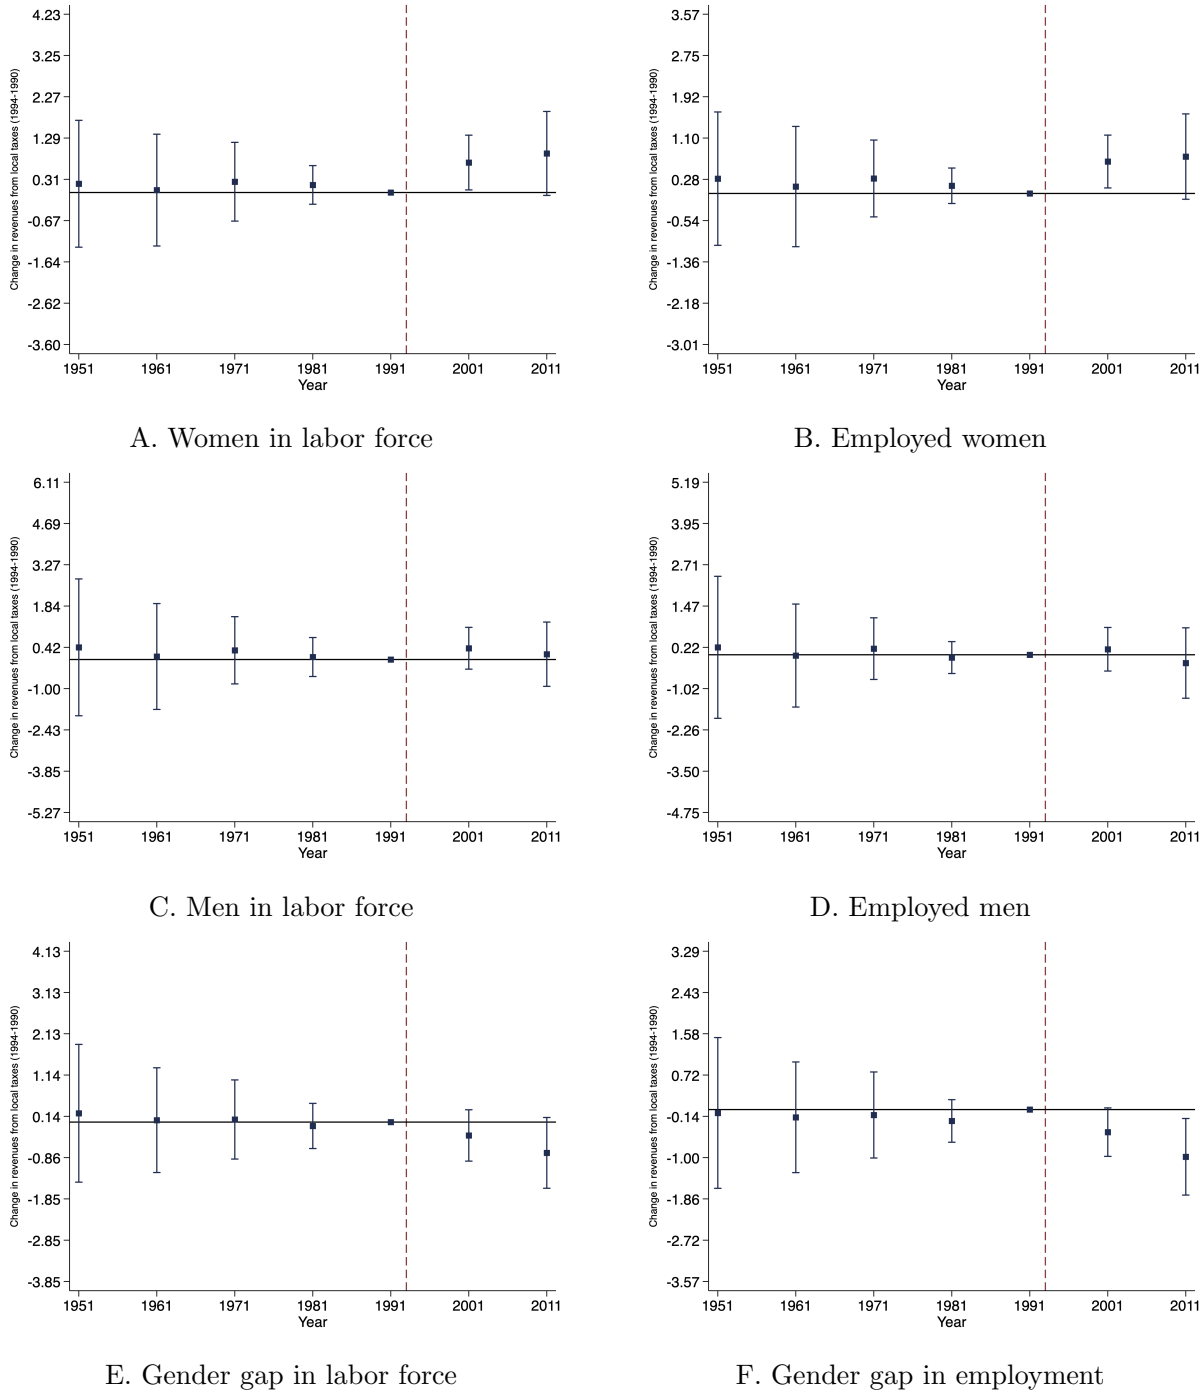 Change in revenues from local taxes (1994-1990)
4.23
3.25
2.27
1.29
0.31
-0.67
-1.64
-2.62
-3.60
1951 1961 1971 1981 1991 2001 2011
Year
A. Women in labor force
Change in revenues from local taxes (1994-1990)
3.57
2.75
1.92
1.10
0.28
-0.54
-1.36
-2.18
-3.01
1951 1961 1971 1981 1991 2001 2011
Year
B. Employed women
Change in revenues from local taxes (1994-1990)
6.11
4.69
3.27
1.84
0.42
-1.00
-2.43
-3.85
-5.27
1951 1961 1971 1981 1991 2001 2011
Year
C. Men in labor force
Change in revenues from local taxes (1994-1990)
5.19
3.95
2.71
1.47
0.22
-1.02
-2.26
-3.50
-4.75
1951 1961 1971 1981 1991 2001 2011
Year
D. Employed men
Change in revenues from local taxes (1994-1990)
4.13
3.13
2.13
1.14
0.14
-0.86
-1.85
-2.85
-3.85
1951 1961 1971 1981 1991 2001 2011
Year
E. Gender gap in labor force
Change in revenues from local taxes (1994-1990)
3.29
2.43
1.58
0.72
-0.14
-1.00
-1.86
-2.72
-3.57
1951 1961 1971 1981 1991 2001 2011
Year
F. Gender gap in employment